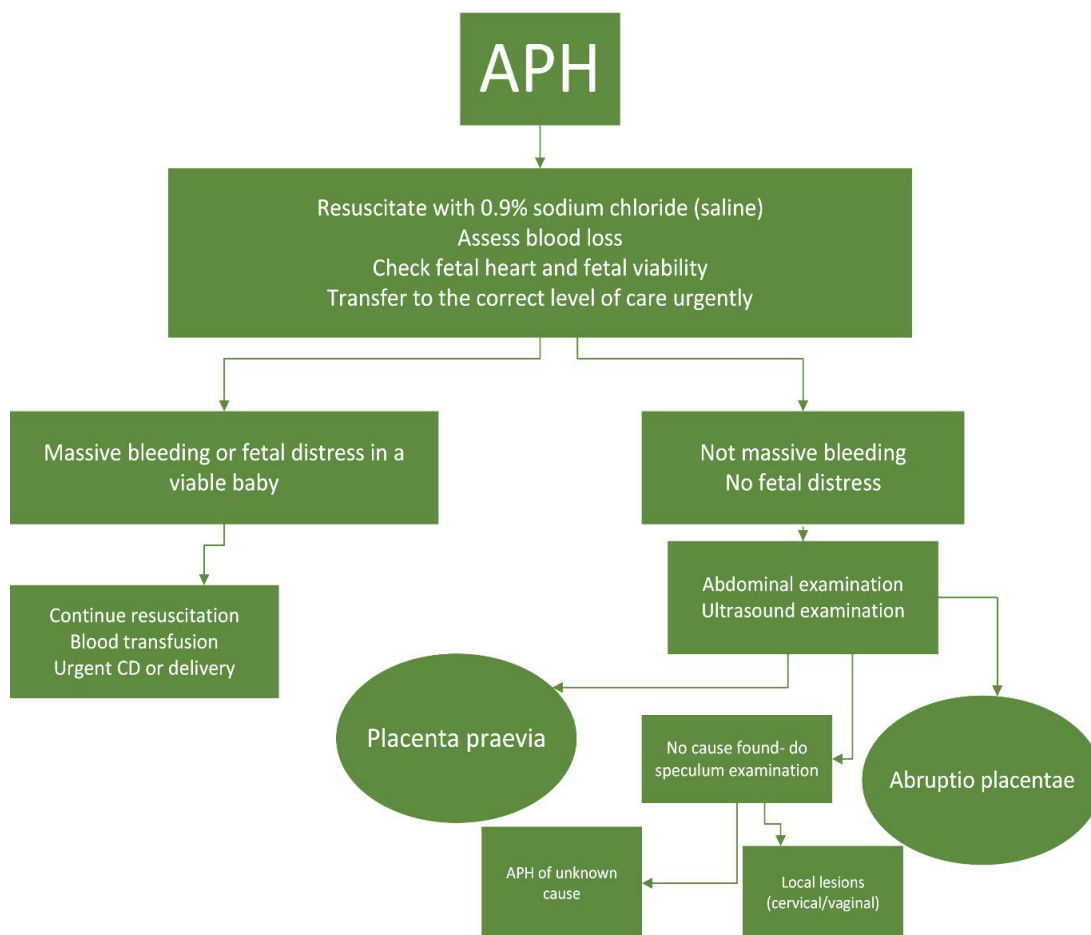 APH
Resuscitate with 0.9% sodium chloride (saline)
Assess blood loss
Check fetal heart and fetal viability
Transfer to the correct level of care urgently
Massive bleeding or fetal distress in a
viable baby
Not massive bleeding
No fetal distress
Continue resuscitation
Blood transfusion
Urgent CD or delivery
Abdominal examination
Ultrasound examination
Placenta praevia
No cause found- do
speculum examination
Abruptio placentae
APH of unknown
cause
Local lesions
(cervical/vaginal)